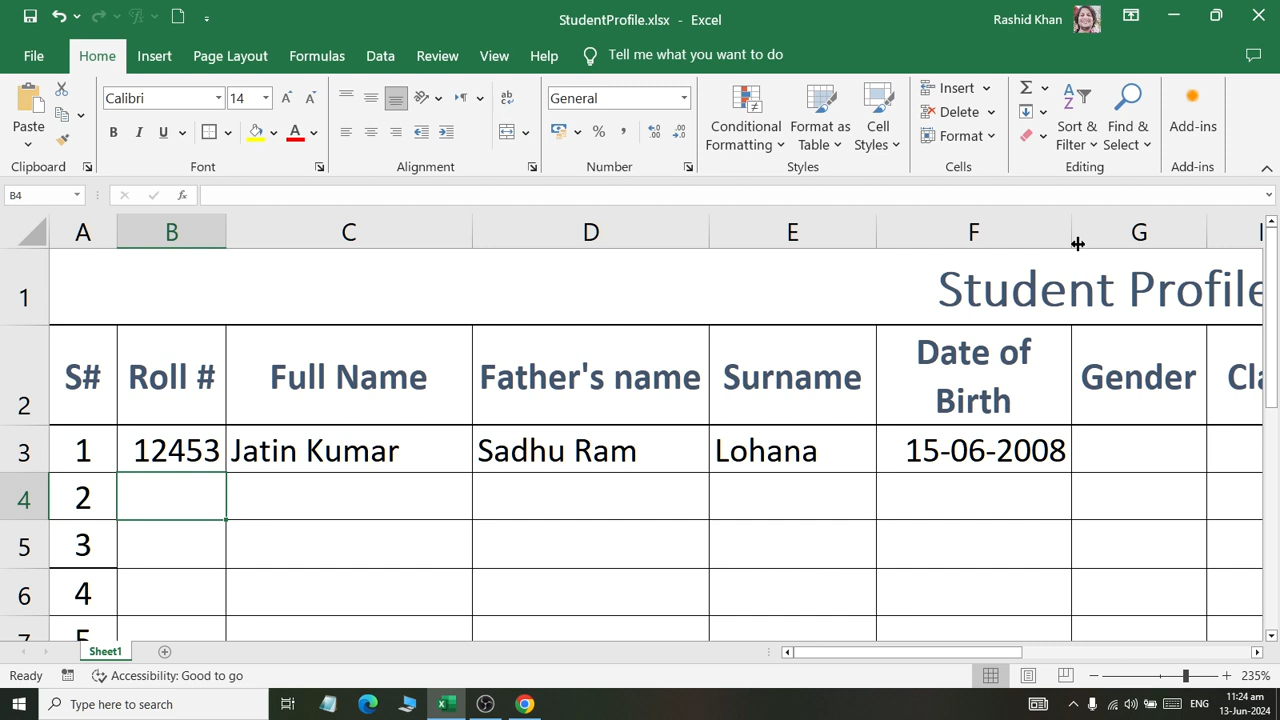 StudentProfile.xlsx - Excel
Rashid Khan
File Home Insert Page Layout Formulas Data Review View Help Tell me what you want to do
Paste
Clipboard
Calibri 14
B I U A
Font
Alignment
General
% ,
Number
Conditional Formatting
Format as Table
Cell Styles
Styles
Insert
Delete
Format
Cells
Sort & Filter
Find & Select
Editing
Add-ins
Add-ins
B4 fx
A B C D E F G
1 Student Profile
2 S# Roll # Full Name Father's name Surname Date of Birth Gender Cla
3 1 12453 Jatin Kumar Sadhu Ram Lohana 15-06-2008
4 2
5 3
6 4
7 5
Sheet1
Ready Accessibility: Good to go 235%
Type here to search ENG 11:24 am
13-Jun-2024